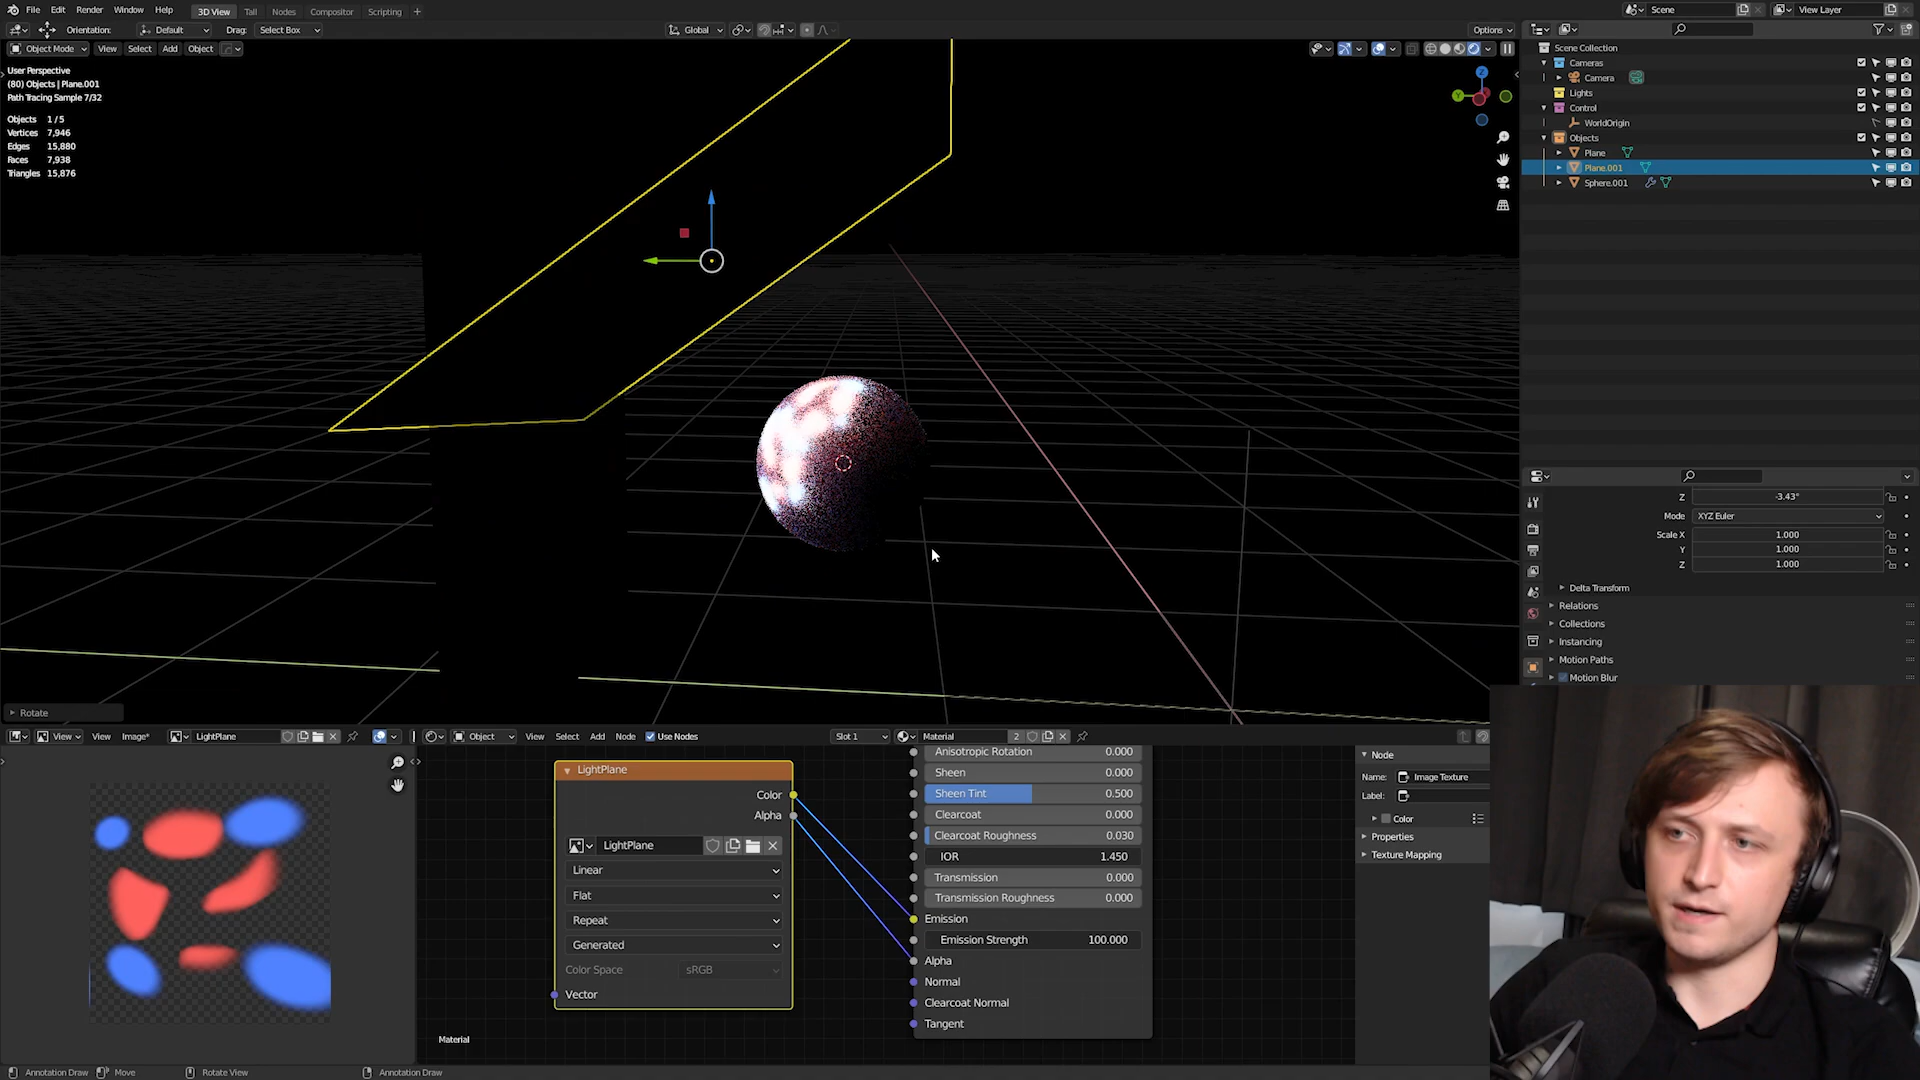 File Edit Render Window Help 3D View Tall Nodes Compositor Scripting + Scene View Layer
Orientation: Default Drag: Select Box Global Options
Object Mode View Select Add Object
User Perspective
(80) Objects | Plane.001
Path Tracing Sample 7/32
Objects 1/5
Vertices 7,946
Edges 15,880
Faces 7,938
Triangles 15,876
Z
Y
Scene Collection
Cameras
Camera
Lights
Control
WorldOrigin
Objects
Plane
Plane.001
Sphere.001
Z -3.43°
Mode XYZ Euler
Scale X 1.000
Y 1.000
Z 1.000
Delta Transform
Relations
Collections
Instancing
Motion Paths
Motion Blur
Rotate
View View Image* LightPlane
Object View Select Add Node Use Nodes Slot 1 Material 2
LightPlane
Color
Alpha
LightPlane
Linear
Flat
Repeat
Generated
Color Space sRGB
Vector
Material
Anisotropic Rotation 0.000
Sheen 0.000
Sheen Tint 0.500
Clearcoat 0.000
Clearcoat Roughness 0.030
IOR 1.450
Transmission 0.000
Transmission Roughness 0.000
Emission
Emission Strength 100.000
Alpha
Normal
Clearcoat Normal
Tangent
Node
Name: Image Texture
Label:
Color
Properties
Texture Mapping
Annotation Draw Move Rotate View Annotation Draw